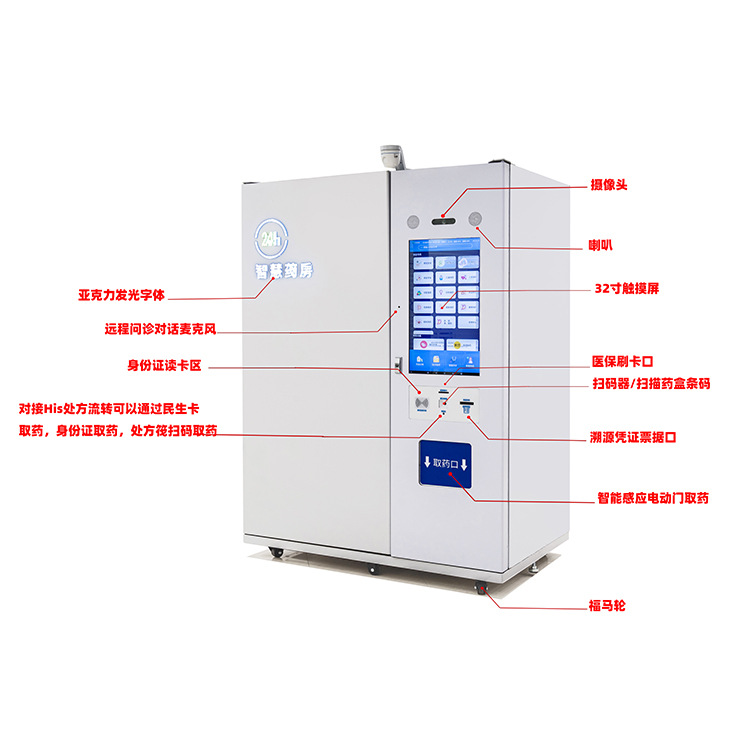 摄像头
24h
智慧药房
喇叭
32寸触摸屏
亚克力发光字体
远程问诊对话麦克风
身份证读卡区
医保刷卡口
扫码器/扫描药盒条码
对接His处方流转可以通过民生卡
取药，身份证取药，处方筏扫码取药
溯源凭证票据口
取药口
智能感应电动门取药
福马轮